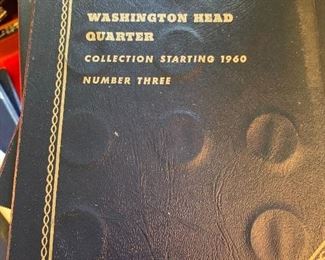 WASHINGTON HEAD
QUARTER
COLLECTION STARTING 1960
NUMBER THREE